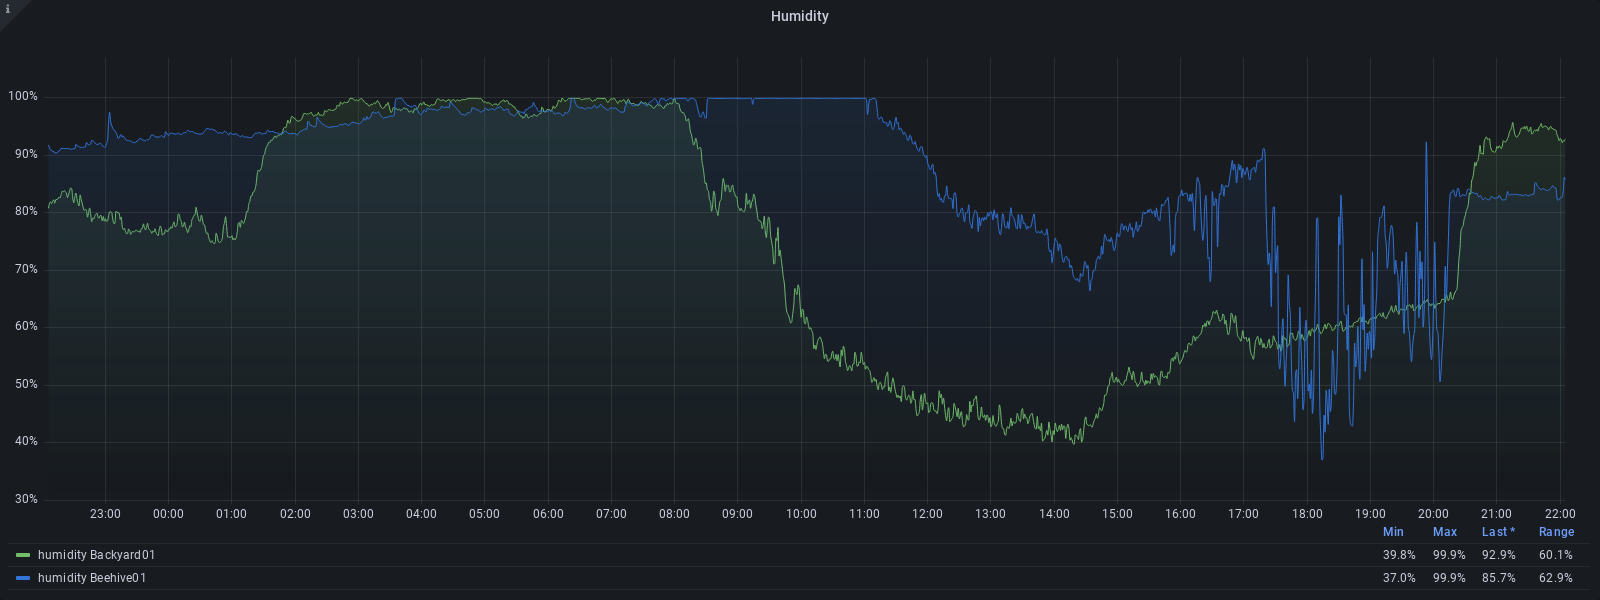 i
Humidity
100%
90%
80%
70%
60%
50%
40%
30%
23:00 00:00 01:00 02:00 03:00 04:00 05:00 06:00 07:00 08:00 09:00 10:00 11:00 12:00 13:00 14:00 15:00 16:00 17:00 18:00 19:00 20:00 21:00 22:00
Min Max Last * Range
humidity Backyard01 39.8% 99.9% 92.9% 60.1%
humidity Beehive01 37.0% 99.9% 85.7% 62.9%